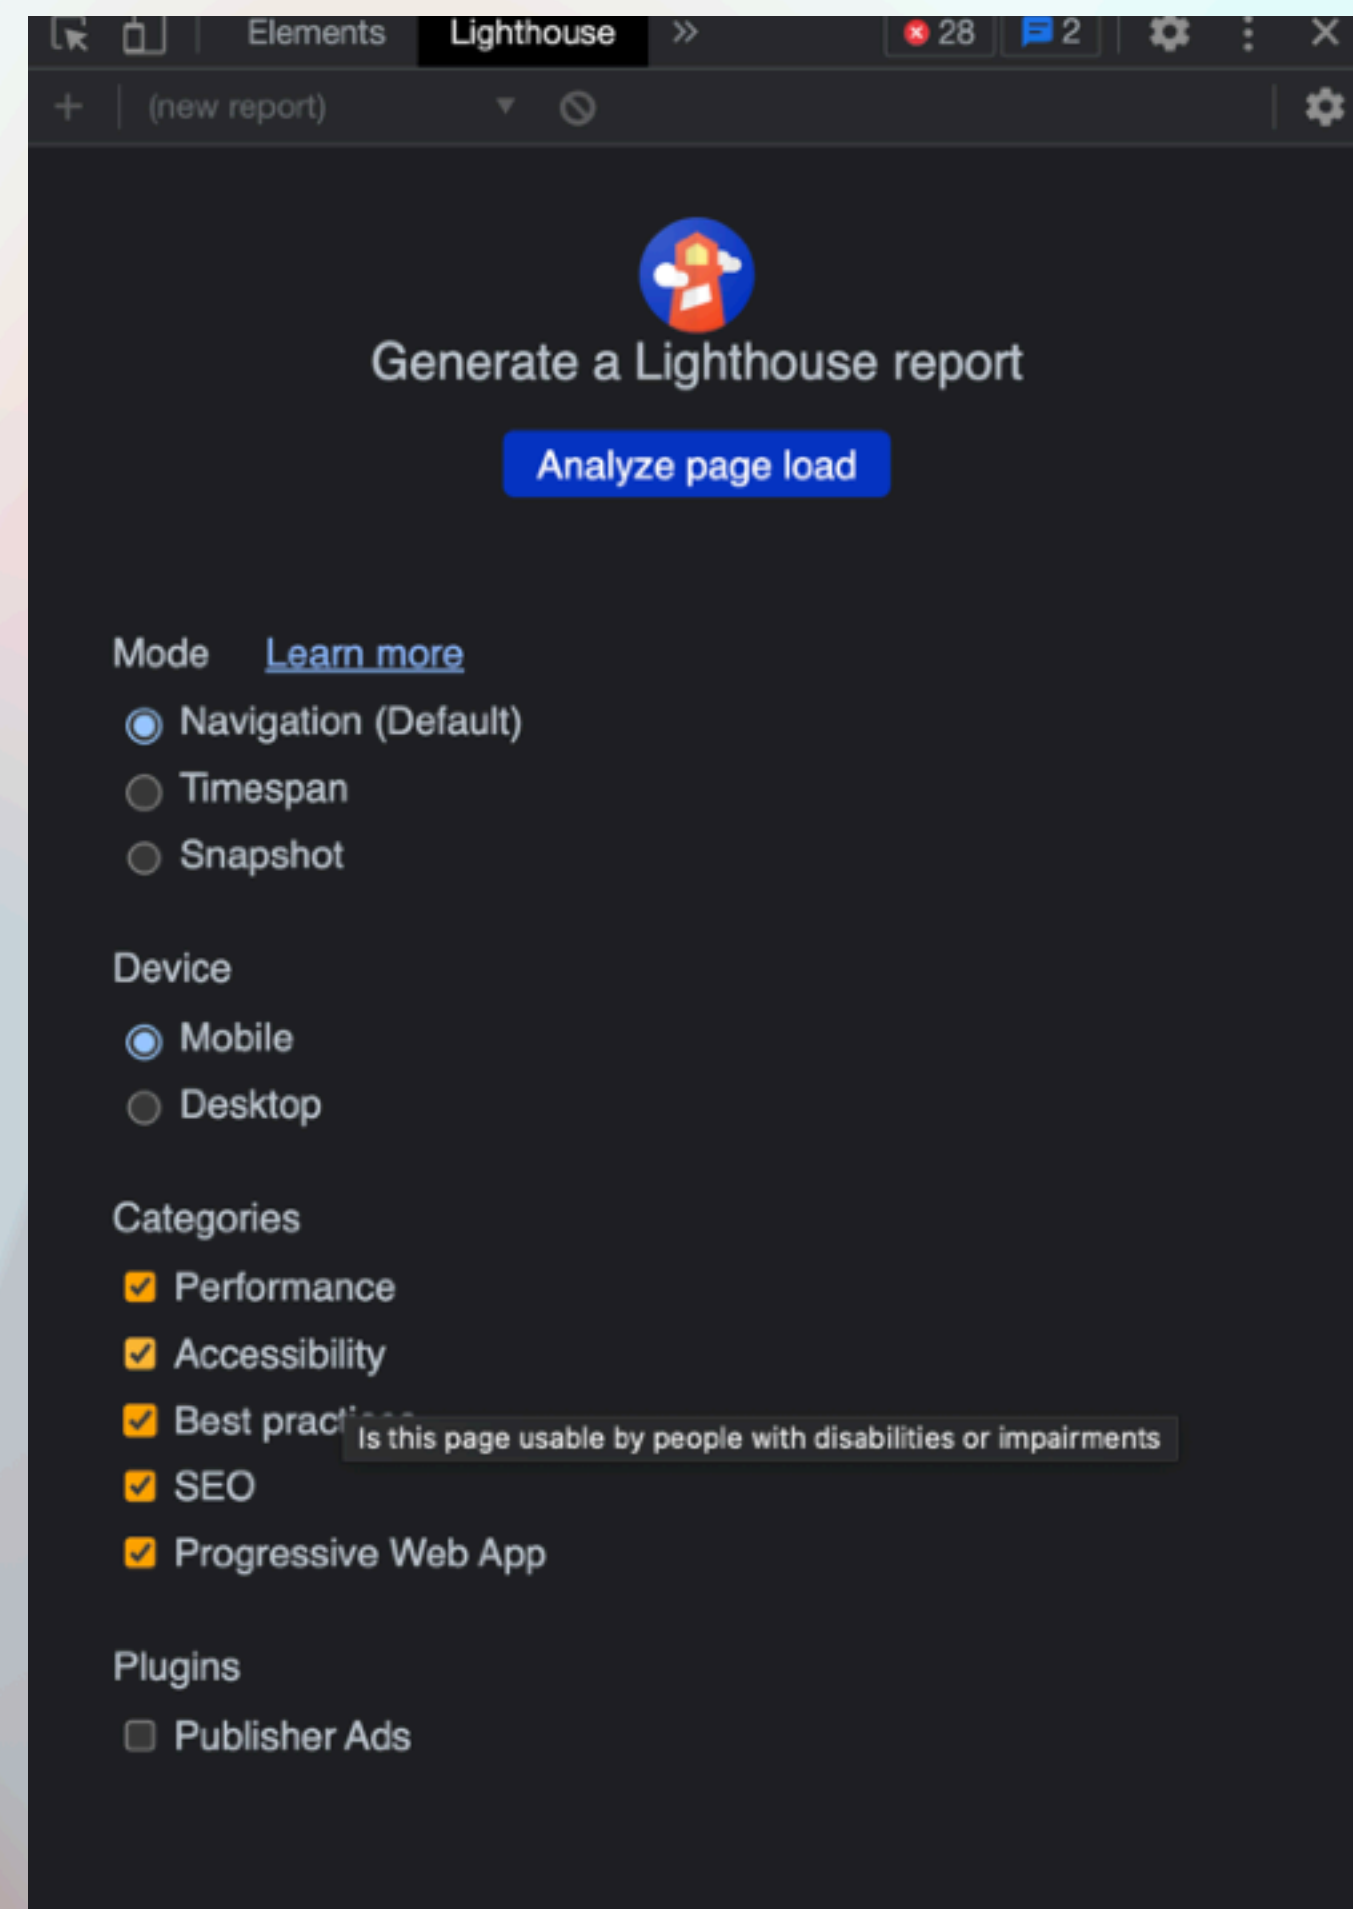 Elements Lighthouse » 28 2
+ (new report)
Generate a Lighthouse report
Analyze page load
Mode Learn more
Navigation (Default)
Timespan
Snapshot
Device
Mobile
Desktop
Categories
Performance
Accessibility
Best
Is this page usable by people with disabilities or impairments
SEO
Progressive Web App
Plugins
Publisher Ads